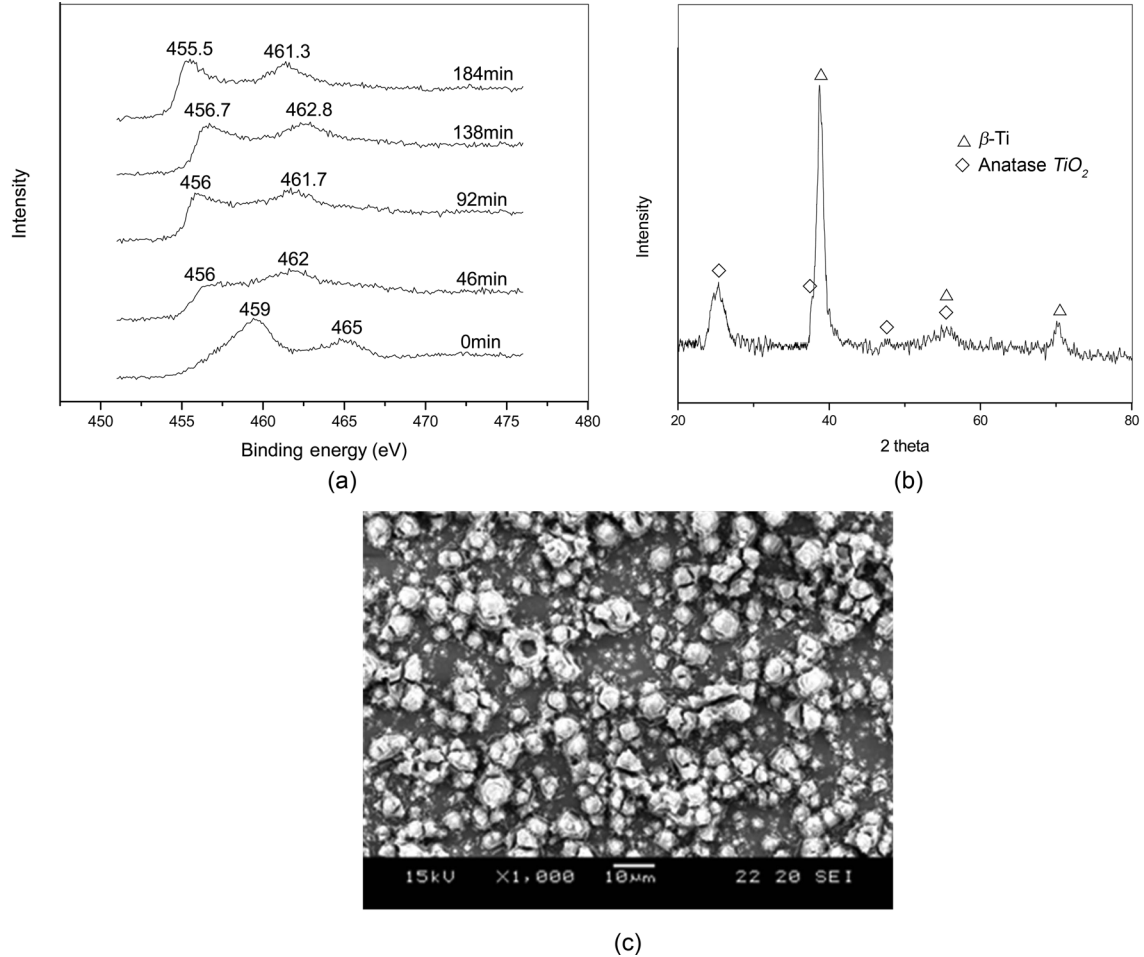 455.5
461.3
184min
456.7
462.8
138min
456
461.7
92min
456
462
46min
459
465
0min
Intensity
450
455
460
465
470
475
480
Binding energy (eV)
(a)
△
△ β-Ti
◇ Anatase TiO2
Intensity
20
40
60
80
2 theta
(b)
15kV X1,000 10μm 22 20 SEI
(c)